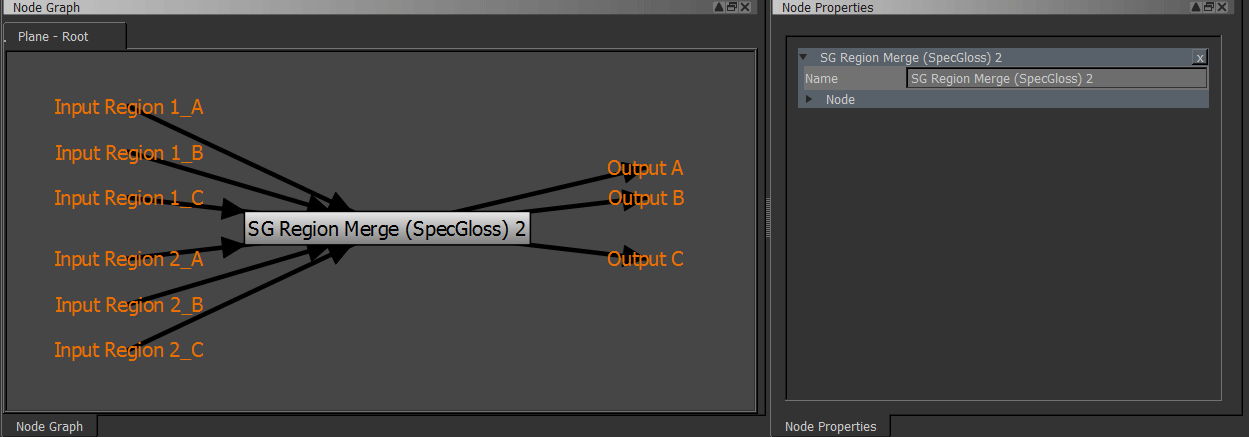 Node Graph
Plane - Root
Input Region 1_A
Input Region 1_B
Input Region 1_C
Input Region 2_A
Input Region 2_B
Input Region 2_C
SG Region Merge (SpecGloss) 2
Output A
Output B
Output C
Node Graph
Node Properties
SG Region Merge (SpecGloss) 2
x
Name SG Region Merge (SpecGloss) 2
Node
Node Properties